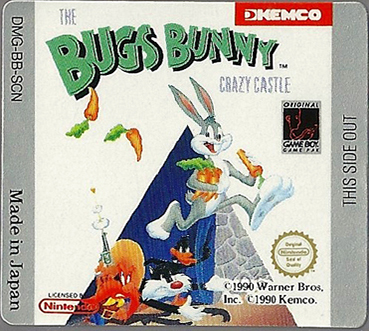 THE
BUGS BUNNY ™
CRAZY CASTLE
KEMCO
DMG-BB-SCN
Made in Japan
THIS SIDE OUT
ORIGINAL
GAME BOY
GAME PAK
LICENSED BY
Nintendo
Original
Nintendo
Seal of
Quality
©1990 Warner Bros,
Inc. ©1990 Kemco.